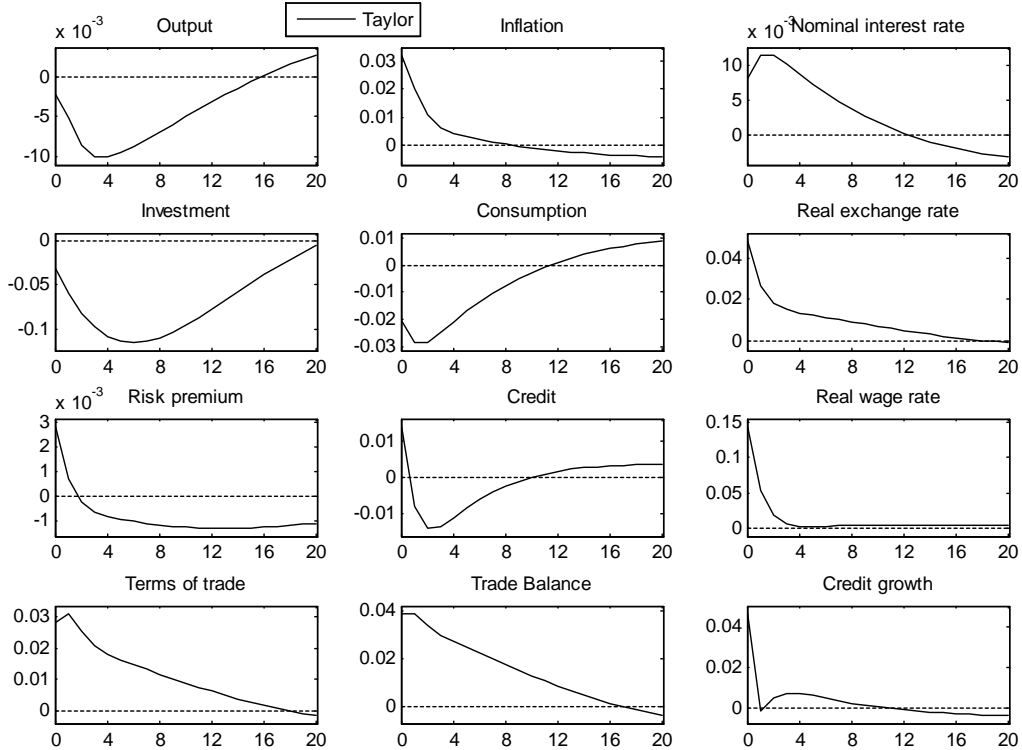 Taylor
x 10-3
Output
0
-5
-10
0 4 8 12 16 20
Inflation
0.03
0.02
0.01
0
0 4 8 12 16 20
x 10-3
Nominal interest rate
10
5
0
0 4 8 12 16 20
Investment
0
-0.05
-0.1
0 4 8 12 16 20
Consumption
0.01
0
-0.01
-0.02
-0.03
0 4 8 12 16 20
Real exchange rate
0.04
0.02
0
0 4 8 12 16 20
x 10-3
Risk premium
3
2
1
0
-1
0 4 8 12 16 20
Credit
0.01
0
-0.01
0 4 8 12 16 20
Real wage rate
0.15
0.1
0.05
0
0 4 8 12 16 20
Terms of trade
0.03
0.02
0.01
0
0 4 8 12 16 20
Trade Balance
0.04
0.02
0
0 4 8 12 16 20
Credit growth
0.04
0.02
0
0 4 8 12 16 20